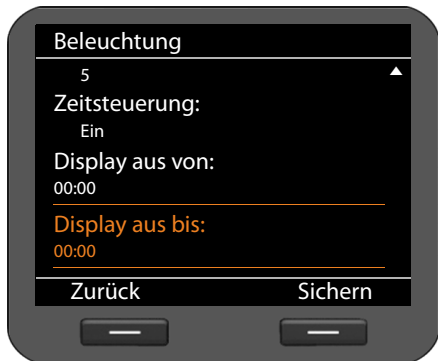 Beleuchtung
5
Zeitsteuerung:
Ein
Display aus von:
00:00
Display aus bis:
00:00
Zurück Sichern